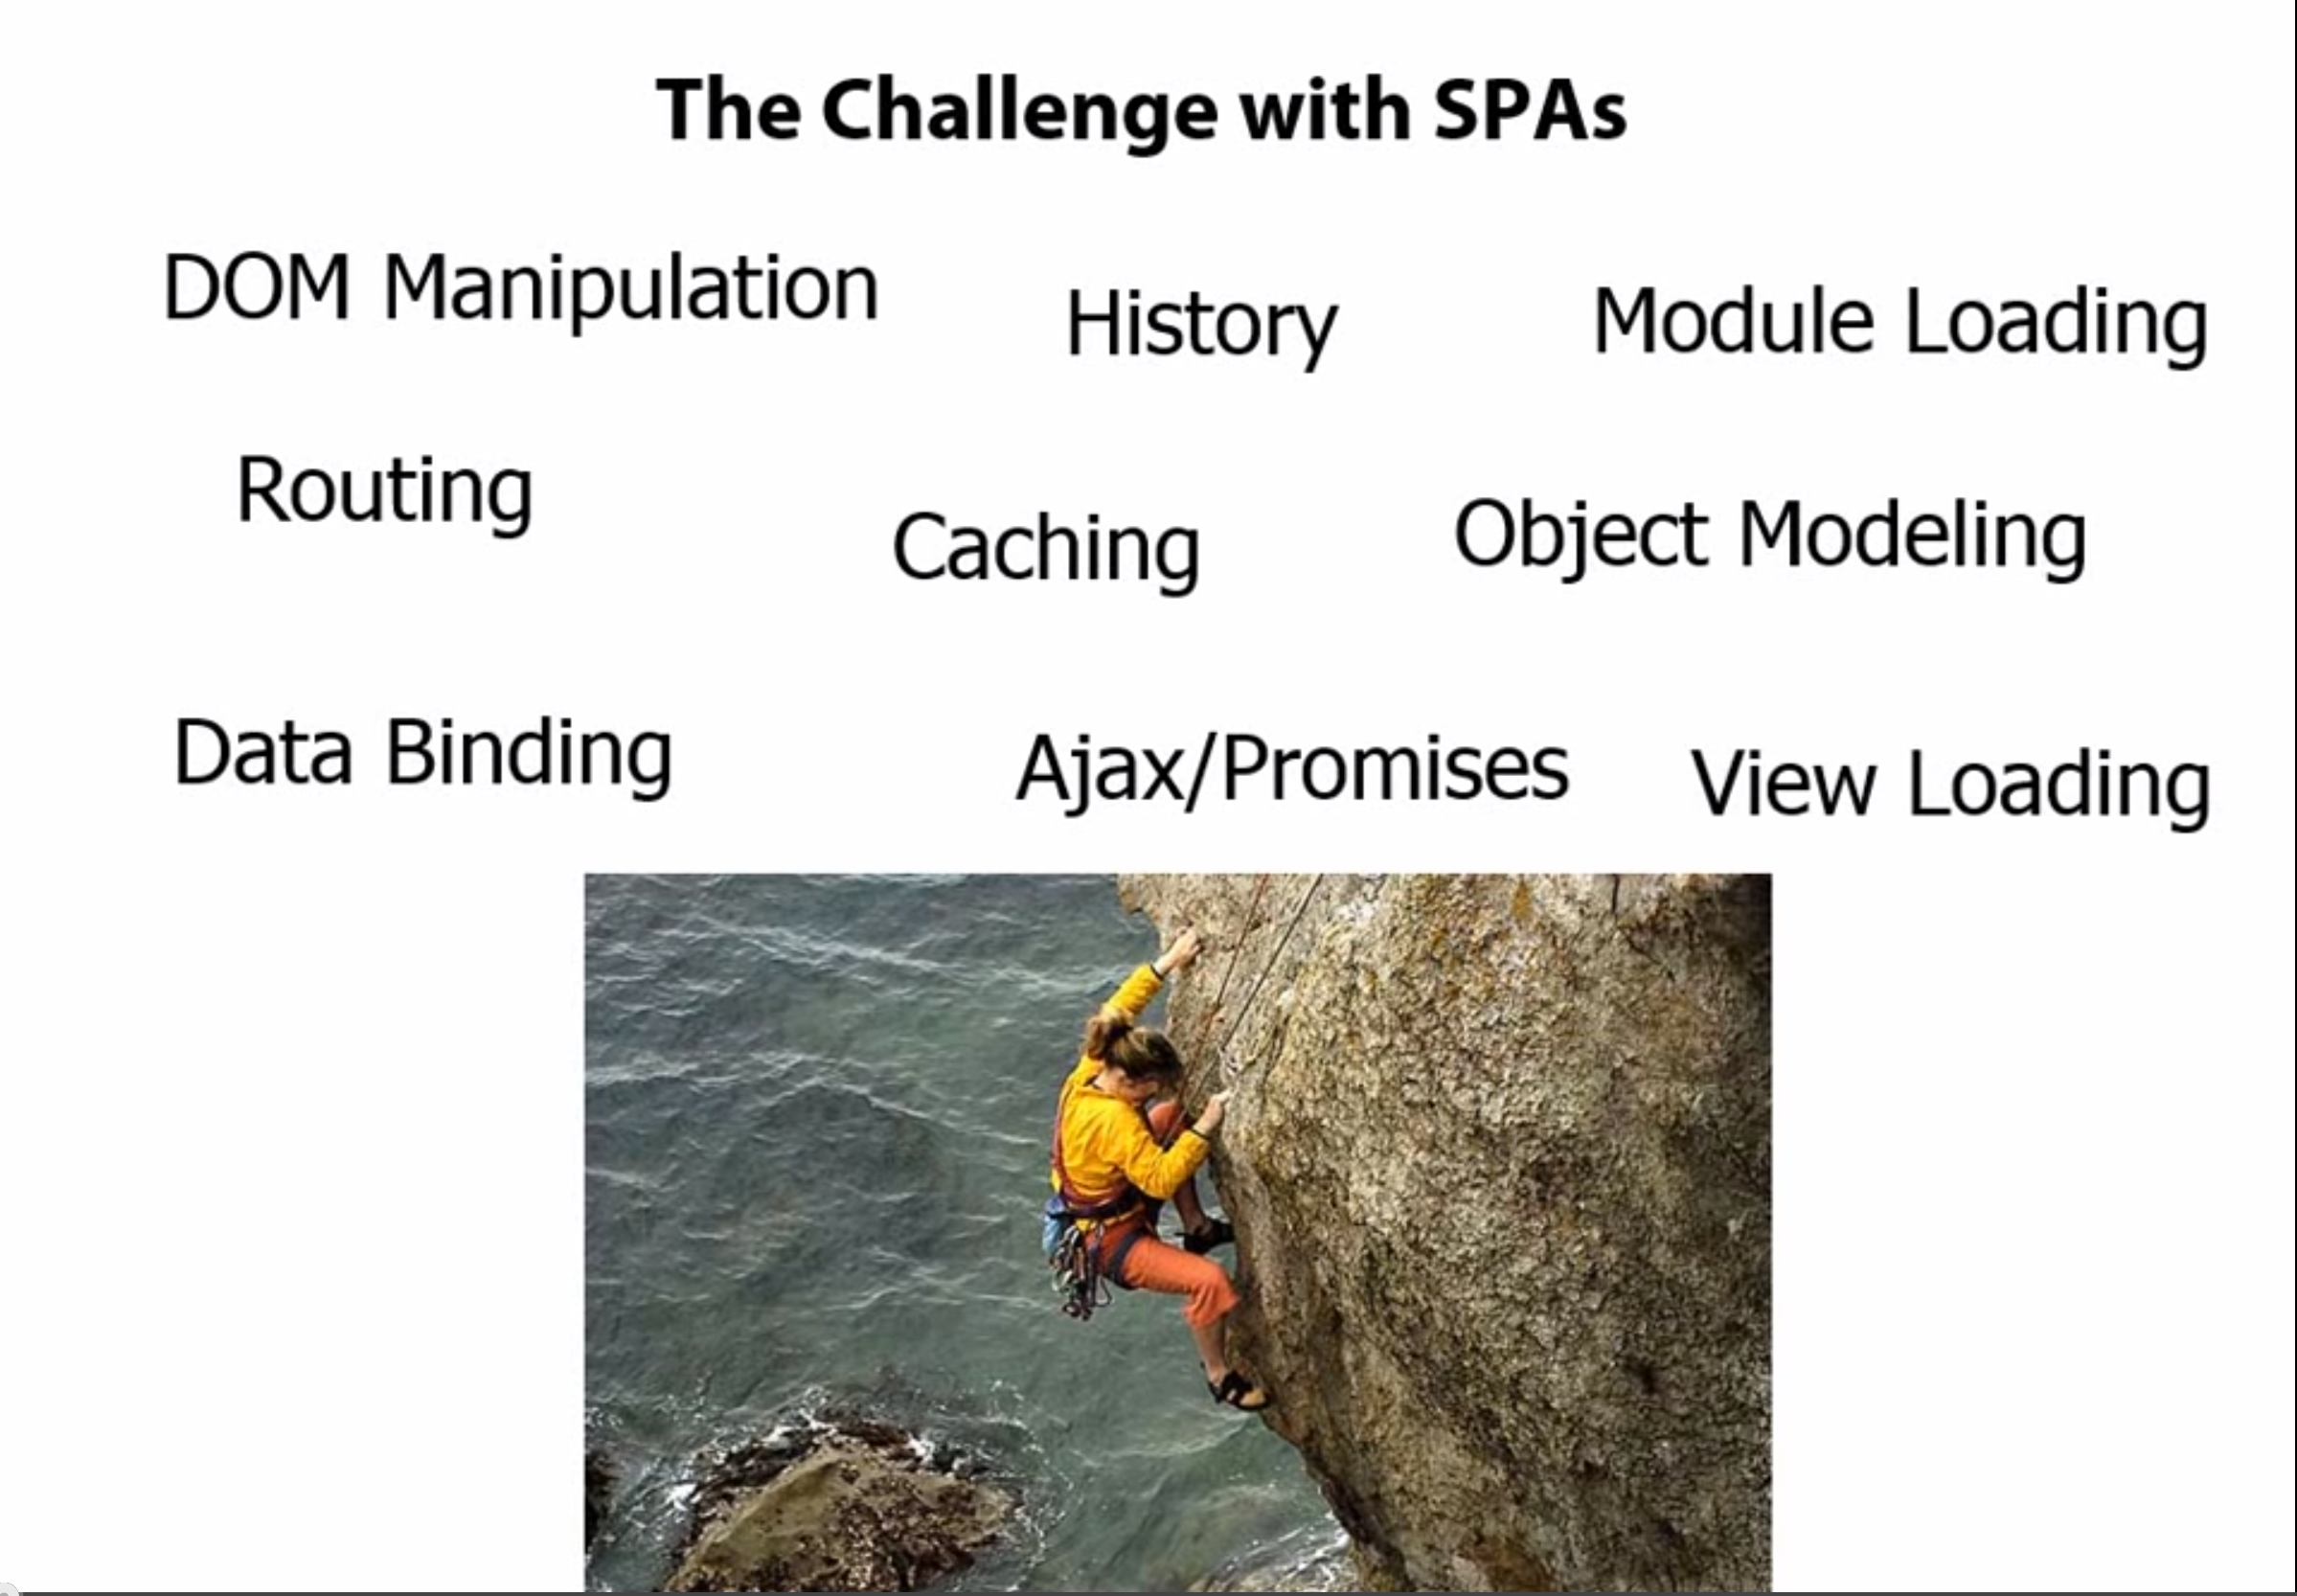 The Challenge with SPAs
DOM Manipulation
History
Module Loading
Routing
Caching
Object Modeling
Data Binding
Ajax/Promises
View Loading